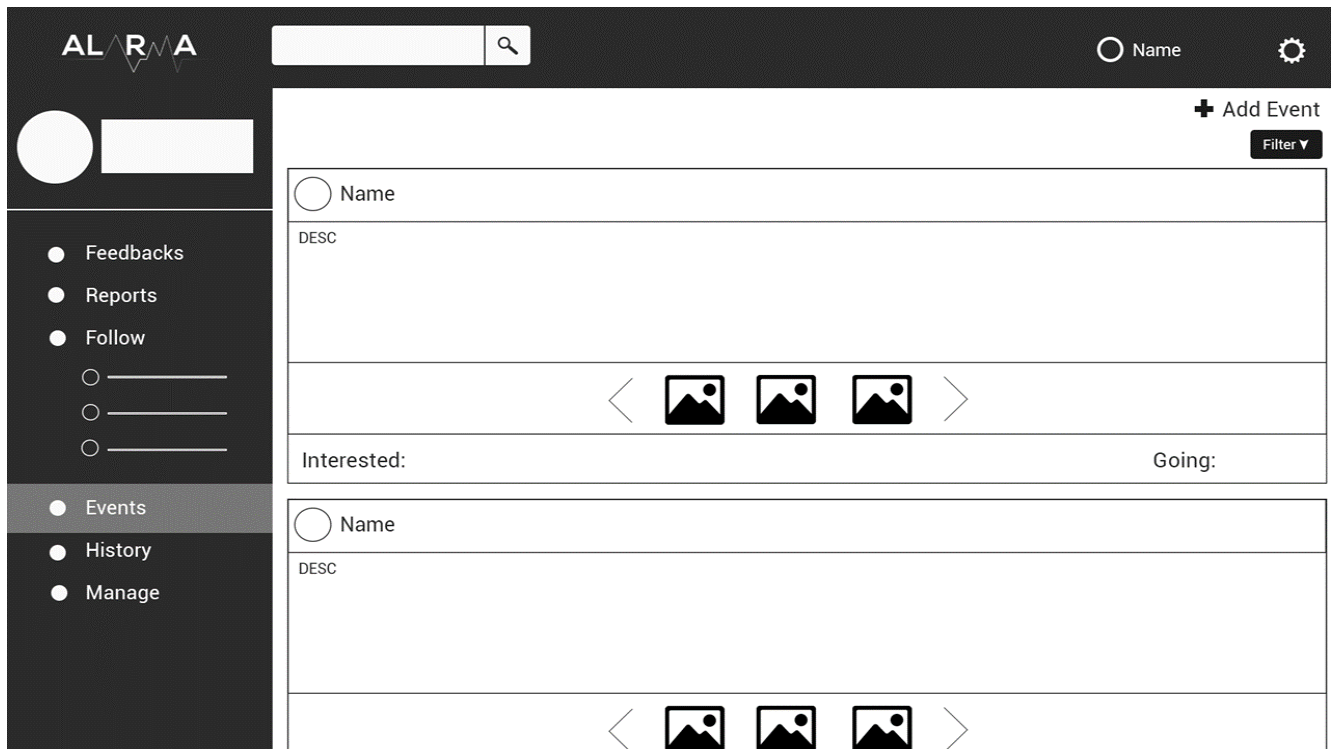 ALARMA
Name
Add Event
Filter
Feedbacks
Reports
Follow
Events
History
Manage
Name
DESC
Interested:
Going:
Name
DESC